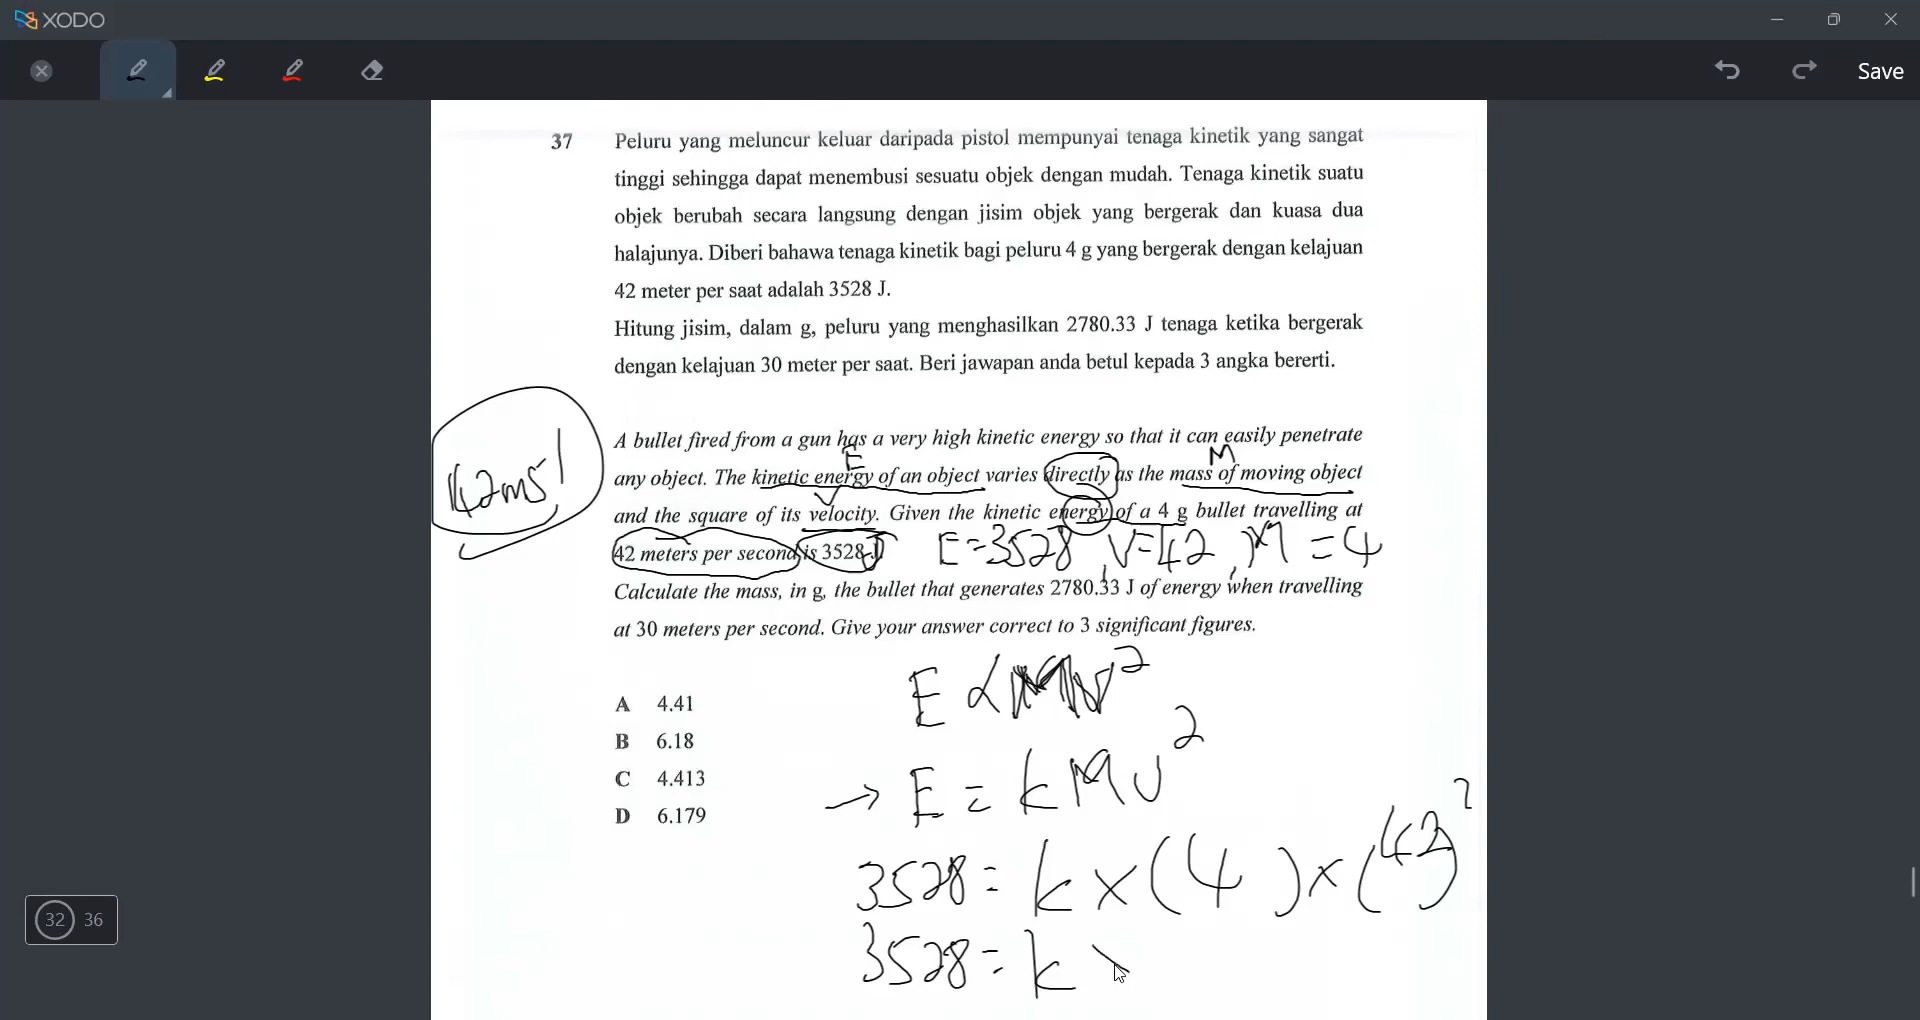 XODO
Save
37 Peluru yang meluncur keluar daripada pistol mempunyai tenaga kinetik yang sangat
tinggi sehingga dapat menembusi sesuatu objek dengan mudah. Tenaga kinetik suatu
objek berubah secara langsung dengan jisim objek yang bergerak dan kuasa dua
halajunya. Diberi bahawa tenaga kinetik bagi peluru 4 g yang bergerak dengan kelajuan
42 meter per saat adalah 3528 J.
Hitung jisim, dalam g, peluru yang menghasilkan 2780.33 J tenaga ketika bergerak
dengan kelajuan 30 meter per saat. Beri jawapan anda betul kepada 3 angka bererti.
A bullet fired from a gun has a very high kinetic energy so that it can easily penetrate
E M
any object. The kinetic energy of an object varies directly as the mass of moving object
42ms-1
V
and the square of its velocity. Given the kinetic energy of a 4 g bullet travelling at
42 meters per second is 3528 J. E=3528, V=42, M=4
Calculate the mass, in g, the bullet that generates 2780.33 J of energy when travelling
at 30 meters per second. Give your answer correct to 3 significant figures.
E ∝ MV²
A 4.41
B 6.18
C 4.413
→ E = kMv²
D 6.179
3528 = k×(4)×(42)²
3528 = k
32 36